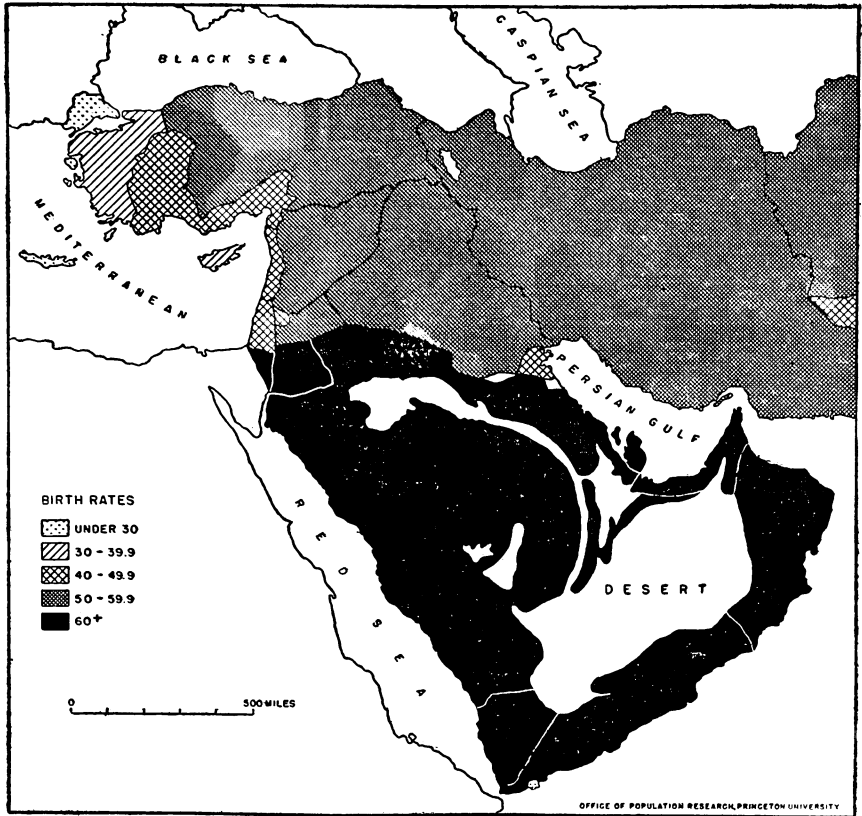 BLACK SEA
CASPIAN SEA
MEDITERRANEAN
PERSIAN GULF
RED SEA
DESERT
BIRTH RATES
UNDER 30
30 - 39.9
40 - 49.9
50 - 59.9
60+
0 500 MILES
OFFICE OF POPULATION RESEARCH, PRINCETON UNIVERSITY